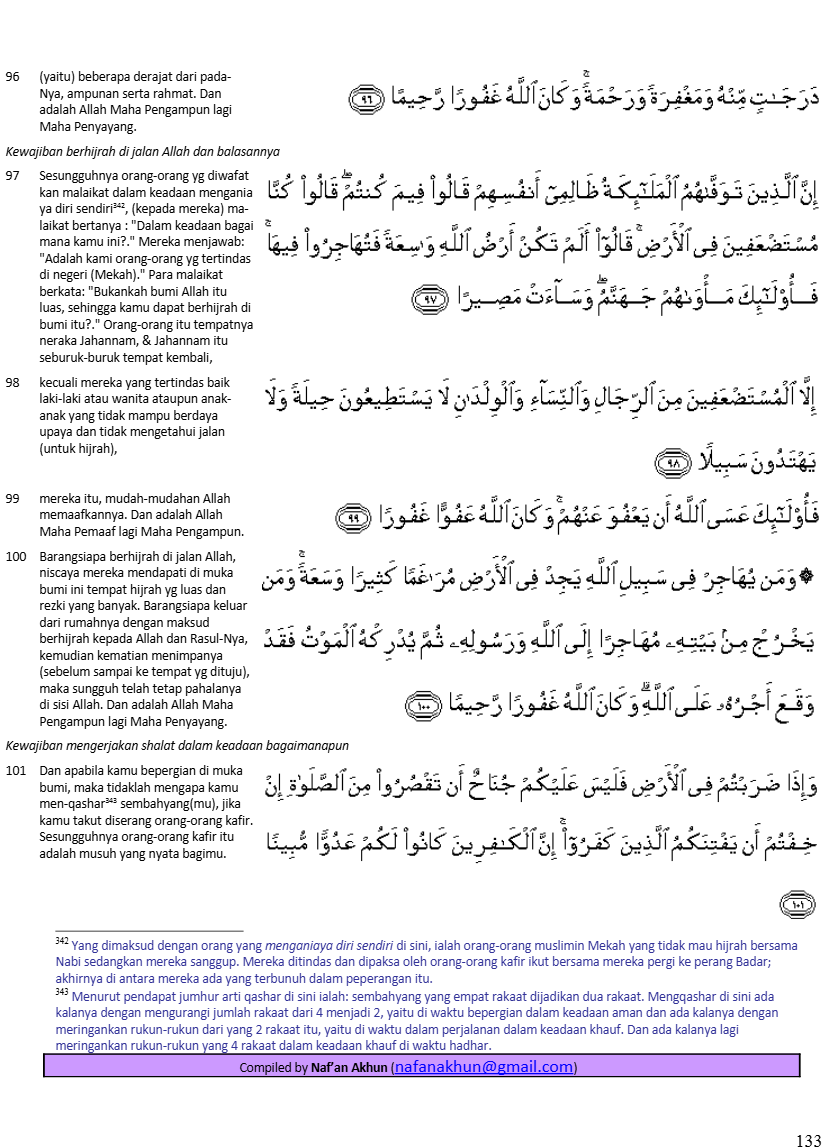 96 (yaitu) beberapa derajat dari pada-
Nya, ampunan serta rahmat. Dan
adalah Allah Maha Pengampun lagi
Maha Penyayang.
دَرَجَـٰتٍ مِّنْهُ وَمَغْفِرَةً وَرَحْمَةً ۚ وَكَانَ ٱللَّهُ غَفُورًا رَّحِيمًا ٩٦
Kewajiban berhijrah di jalan Allah dan balasannya
97 Sesungguhnya orang-orang yg diwafat
kan malaikat dalam keadaan mengania
ya diri sendiri³⁴², (kepada mereka) ma-
laikat bertanya : "Dalam keadaan bagai
mana kamu ini?." Mereka menjawab:
"Adalah kami orang-orang yg tertindas
di negeri (Mekah)." Para malaikat
berkata: "Bukankah bumi Allah itu
luas, sehingga kamu dapat berhijrah di
bumi itu?." Orang-orang itu tempatnya
neraka Jahannam, & Jahannam itu
seburuk-buruk tempat kembali,
إِنَّ ٱلَّذِينَ تَوَفَّىٰهُمُ ٱلْمَلَـٰٓئِكَةُ ظَالِمِىٓ أَنفُسِهِمْ قَالُوا۟ فِيمَ كُنتُمْ ۖ قَالُوا۟ كُنَّا
مُسْتَضْعَفِينَ فِى ٱلْأَرْضِ ۚ قَالُوٓا۟ أَلَمْ تَكُنْ أَرْضُ ٱللَّهِ وَٰسِعَةً فَتُهَاجِرُوا۟ فِيهَا ۚ
فَأُو۟لَـٰٓئِكَ مَأْوَىٰهُمْ جَهَنَّمُ ۖ وَسَآءَتْ مَصِيرًا ٩٧
98 kecuali mereka yang tertindas baik
laki-laki atau wanita ataupun anak-
anak yang tidak mampu berdaya
upaya dan tidak mengetahui jalan
(untuk hijrah),
إِلَّا ٱلْمُسْتَضْعَفِينَ مِنَ ٱلرِّجَالِ وَٱلنِّسَآءِ وَٱلْوِلْدَٰنِ لَا يَسْتَطِيعُونَ حِيلَةً وَلَا
يَهْتَدُونَ سَبِيلًا ٩٨
99 mereka itu, mudah-mudahan Allah
memaafkannya. Dan adalah Allah
Maha Pemaaf lagi Maha Pengampun.
فَأُو۟لَـٰٓئِكَ عَسَى ٱللَّهُ أَن يَعْفُوَ عَنْهُمْ ۚ وَكَانَ ٱللَّهُ عَفُوًّا غَفُورًا ٩٩
100 Barangsiapa berhijrah di jalan Allah,
niscaya mereka mendapati di muka
bumi ini tempat hijrah yg luas dan
rezki yang banyak. Barangsiapa keluar
dari rumahnya dengan maksud
berhijrah kepada Allah dan Rasul-Nya,
kemudian kematian menimpanya
(sebelum sampai ke tempat yg dituju),
maka sungguh telah tetap pahalanya
di sisi Allah. Dan adalah Allah Maha
Pengampun lagi Maha Penyayang.
۞ وَمَن يُهَاجِرْ فِى سَبِيلِ ٱللَّهِ يَجِدْ فِى ٱلْأَرْضِ مُرَٰغَمًا كَثِيرًا وَسَعَةً ۚ وَمَن
يَخْرُجْ مِنۢ بَيْتِهِۦ مُهَاجِرًا إِلَى ٱللَّهِ وَرَسُولِهِۦ ثُمَّ يُدْرِكْهُ ٱلْمَوْتُ فَقَدْ
وَقَعَ أَجْرُهُۥ عَلَى ٱللَّهِ ۗ وَكَانَ ٱللَّهُ غَفُورًا رَّحِيمًا ١٠٠
Kewajiban mengerjakan shalat dalam keadaan bagaimanapun
101 Dan apabila kamu bepergian di muka
bumi, maka tidaklah mengapa kamu
men-qashar³⁴³ sembahyang(mu), jika
kamu takut diserang orang-orang kafir.
Sesungguhnya orang-orang kafir itu
adalah musuh yang nyata bagimu.
وَإِذَا ضَرَبْتُمْ فِى ٱلْأَرْضِ فَلَيْسَ عَلَيْكُمْ جُنَاحٌ أَن تَقْصُرُوا۟ مِنَ ٱلصَّلَوٰةِ إِنْ
خِفْتُمْ أَن يَفْتِنَكُمُ ٱلَّذِينَ كَفَرُوٓا۟ ۚ إِنَّ ٱلْكَـٰفِرِينَ كَانُوا۟ لَكُمْ عَدُوًّا مُّبِينًا
١٠١
³⁴² Yang dimaksud dengan orang yang menganiaya diri sendiri di sini, ialah orang-orang muslimin Mekah yang tidak mau hijrah bersama
Nabi sedangkan mereka sanggup. Mereka ditindas dan dipaksa oleh orang-orang kafir ikut bersama mereka pergi ke perang Badar;
akhirnya di antara mereka ada yang terbunuh dalam peperangan itu.
³⁴³ Menurut pendapat jumhur arti qashar di sini ialah: sembahyang yang empat rakaat dijadikan dua rakaat. Mengqashar di sini ada
kalanya dengan mengurangi jumlah rakaat dari 4 menjadi 2, yaitu di waktu bepergian dalam keadaan aman dan ada kalanya dengan
meringankan rukun-rukun dari yang 2 rakaat itu, yaitu di waktu dalam perjalanan dalam keadaan khauf. Dan ada kalanya lagi
meringankan rukun-rukun yang 4 rakaat dalam keadaan khauf di waktu hadhar.
Compiled by Naf'an Akhun (nafanakhun@gmail.com)
133